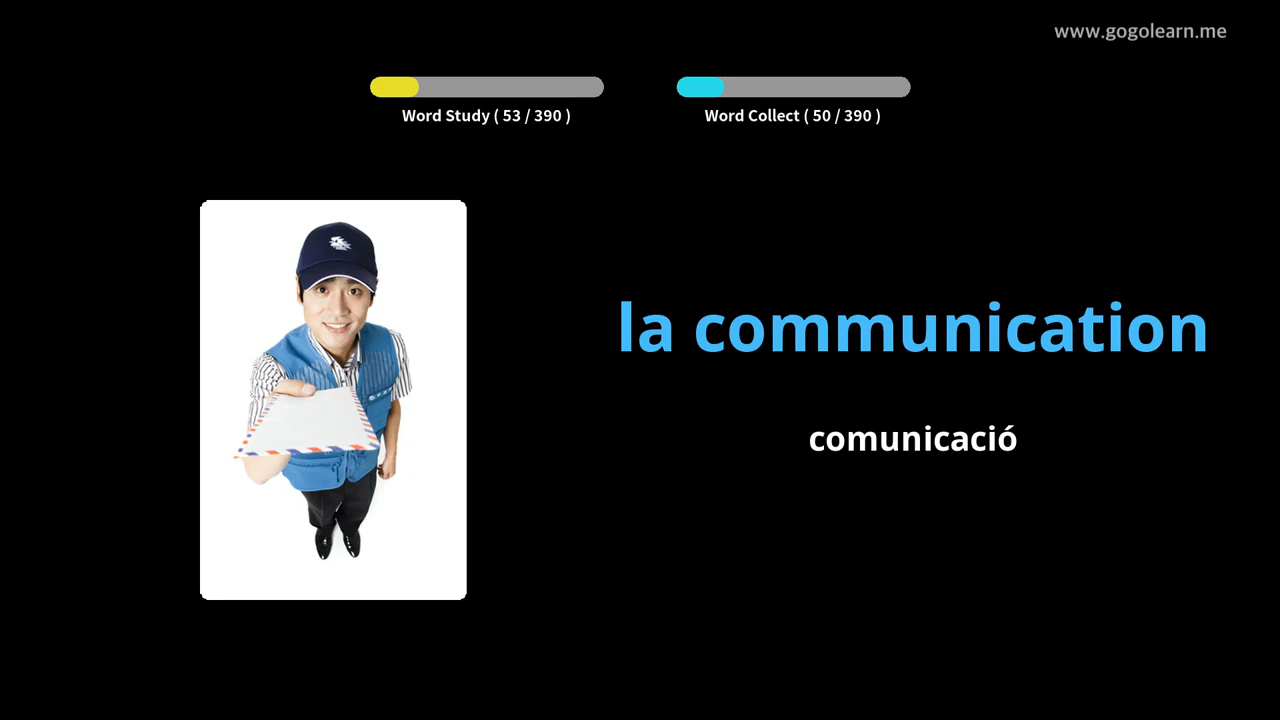 www.gogolearn.me
Word Study ( 53 / 390 )
Word Collect ( 50 / 390 )
la communication
comunicació